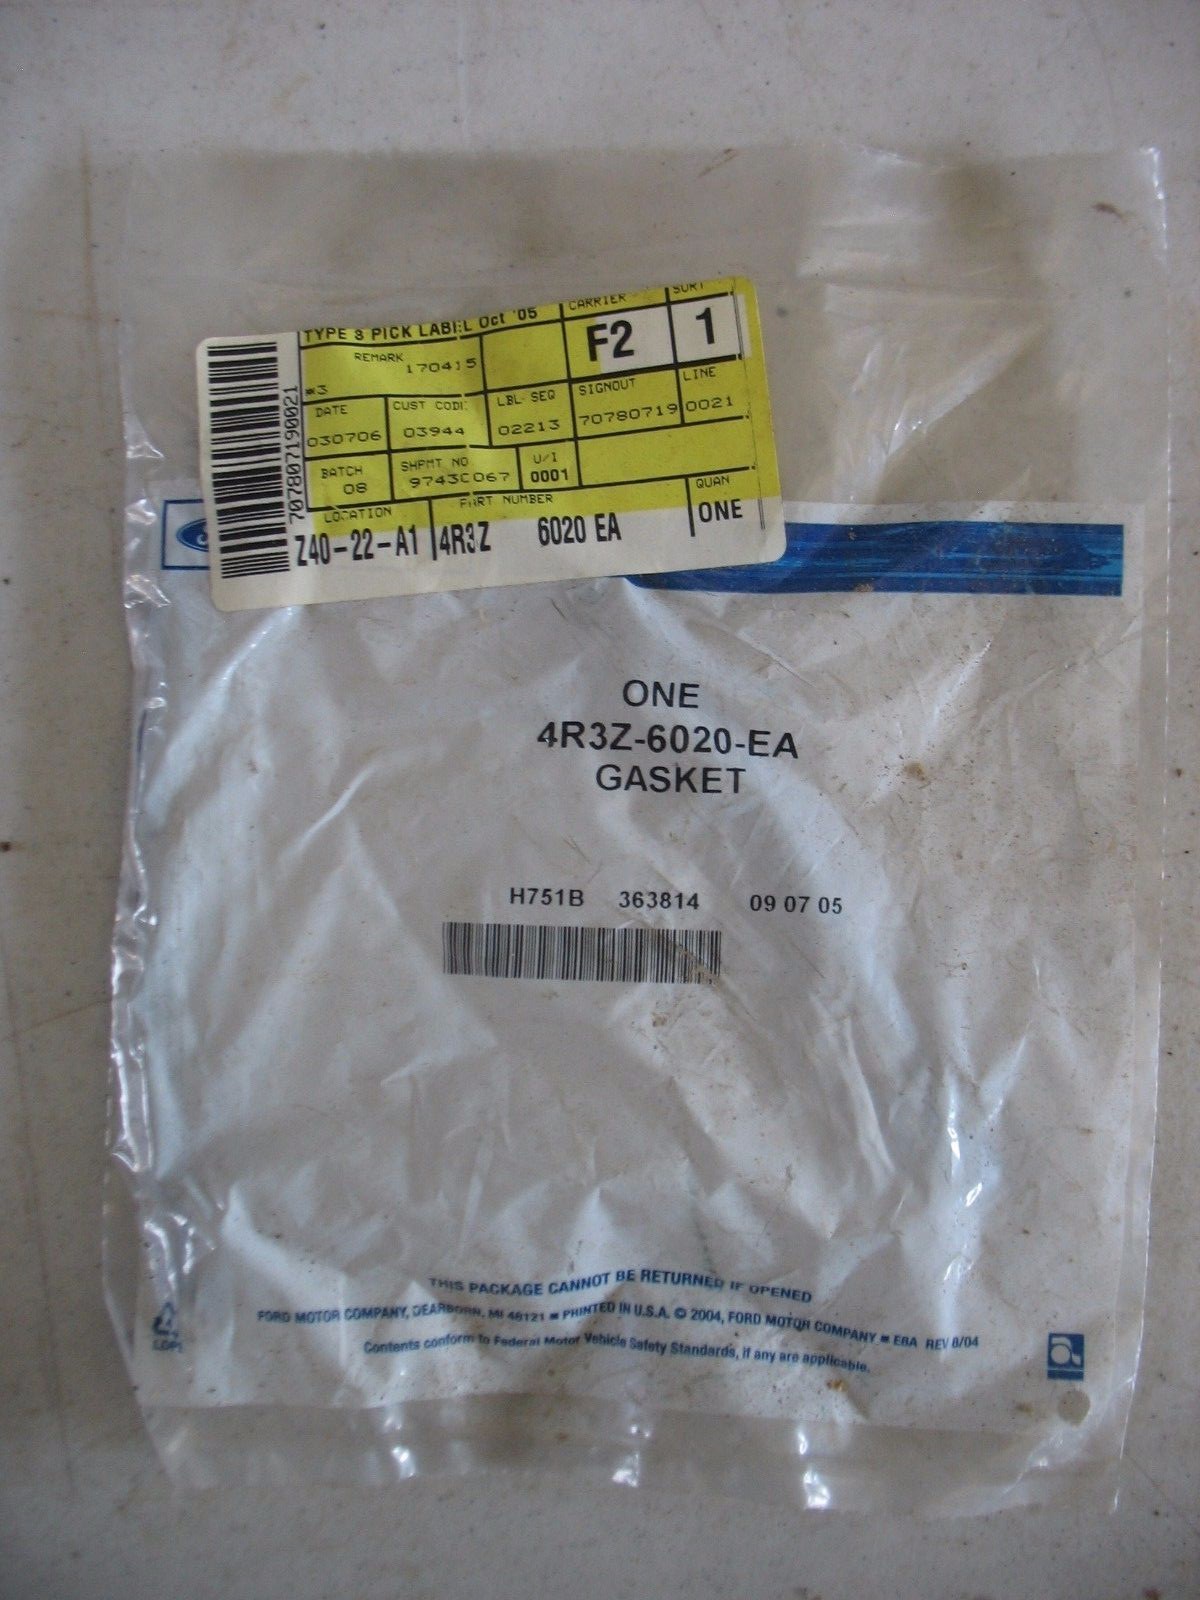 TYPE 3 PICK LABEL Oct '05
CARRIER
SORT
REMARK
170415
F2
1
*3
DATE
CUST CODE
LBL SEQ
SIGNOUT
LINE
030706
03944
02213
70780719
0021
BATCH
SHPMT NO
U/I
08
9743C067
0001
LOCATION
PART NUMBER
QUAN
Z40-22-A1
4R3Z 6020 EA
ONE
707807190021
ONE
4R3Z-6020-EA
GASKET
H751B 363814 09 07 05
THIS PACKAGE CANNOT BE RETURNED IF OPENED
FORD MOTOR COMPANY, DEARBORN, MI 48121 ■ PRINTED IN U.S.A. © 2004, FORD MOTOR COMPANY ■ E8A REV 8/04
Contents conform to Federal Motor Vehicle Safety Standards, if any are applicable.
4
LDPE